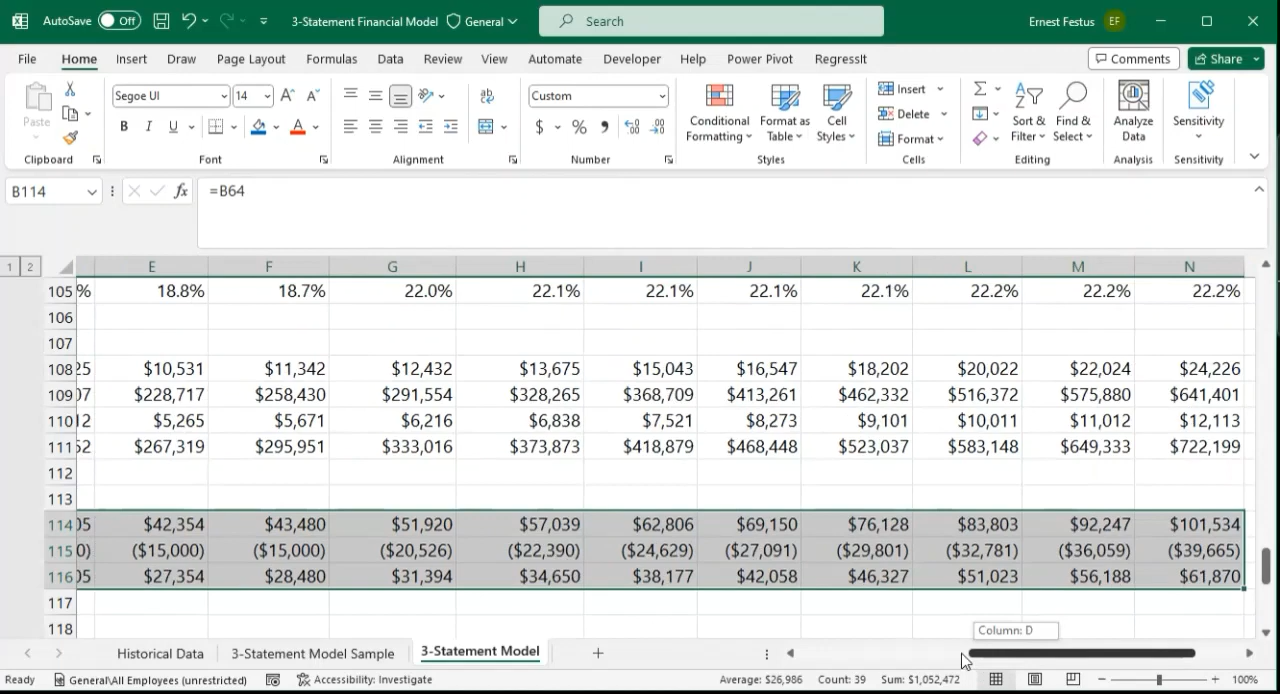 AutoSave Off 3-Statement Financial Model General Search Ernest Festus EF
File Home Insert Draw Page Layout Formulas Data Review View Automate Developer Help Power Pivot RegressIt Comments Share
Paste Segoe UI 14 A A ab Custom Conditional Formatting Format as Table Cell Styles Insert Delete Format Sort & Filter Find & Select Analyze Data Sensitivity
B I U A $ % 9
Clipboard Font Alignment Number Styles Cells Editing Analysis Sensitivity
B114 fx =B64
1 2 E F G H I J K L M N
105 % 18.8% 18.7% 22.0% 22.1% 22.1% 22.1% 22.1% 22.2% 22.2% 22.2%
106
107
108 25 $10,531 $11,342 $12,432 $13,675 $15,043 $16,547 $18,202 $20,022 $22,024 $24,226
109 07 $228,717 $258,430 $291,554 $328,265 $368,709 $413,261 $462,332 $516,372 $575,880 $641,401
110 12 $5,265 $5,671 $6,216 $6,838 $7,521 $8,273 $9,101 $10,011 $11,012 $12,113
111 52 $267,319 $295,951 $333,016 $373,873 $418,879 $468,448 $523,037 $583,148 $649,333 $722,199
112
113
114 05 $42,354 $43,480 $51,920 $57,039 $62,806 $69,150 $76,128 $83,803 $92,247 $101,534
115 0) ($15,000) ($15,000) ($20,526) ($22,390) ($24,629) ($27,091) ($29,801) ($32,781) ($36,059) ($39,665)
116 05 $27,354 $28,480 $31,394 $34,650 $38,177 $42,058 $46,327 $51,023 $56,188 $61,870
117
118
Column: D
Historical Data 3-Statement Model Sample 3-Statement Model
Ready General\All Employees (unrestricted) Accessibility: Investigate Average: $26,986 Count: 39 Sum: $1,052,472 100%